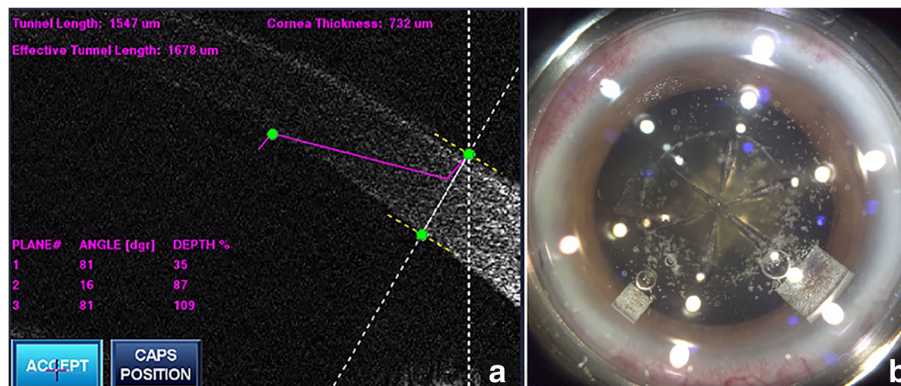 Tunnel Length: 1547 um
Cornea Thickness: 732 um
Effective Tunnel Length: 1678 um
PLANE# ANGLE [dgr] DEPTH %
1 81 35
2 16 87
3 81 109
ACCEPT
CAPS
POSITION
a
b